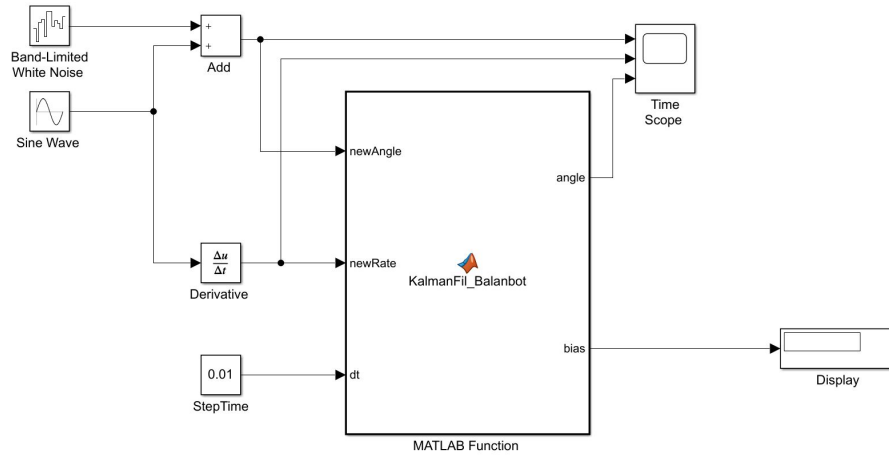 Band-Limited
White Noise
+
+
Add
Sine Wave
Time
Scope
newAngle
angle
Δu
Δt
Derivative
newRate
KalmanFil_Balanbot
bias
Display
0.01
StepTime
dt
MATLAB Function